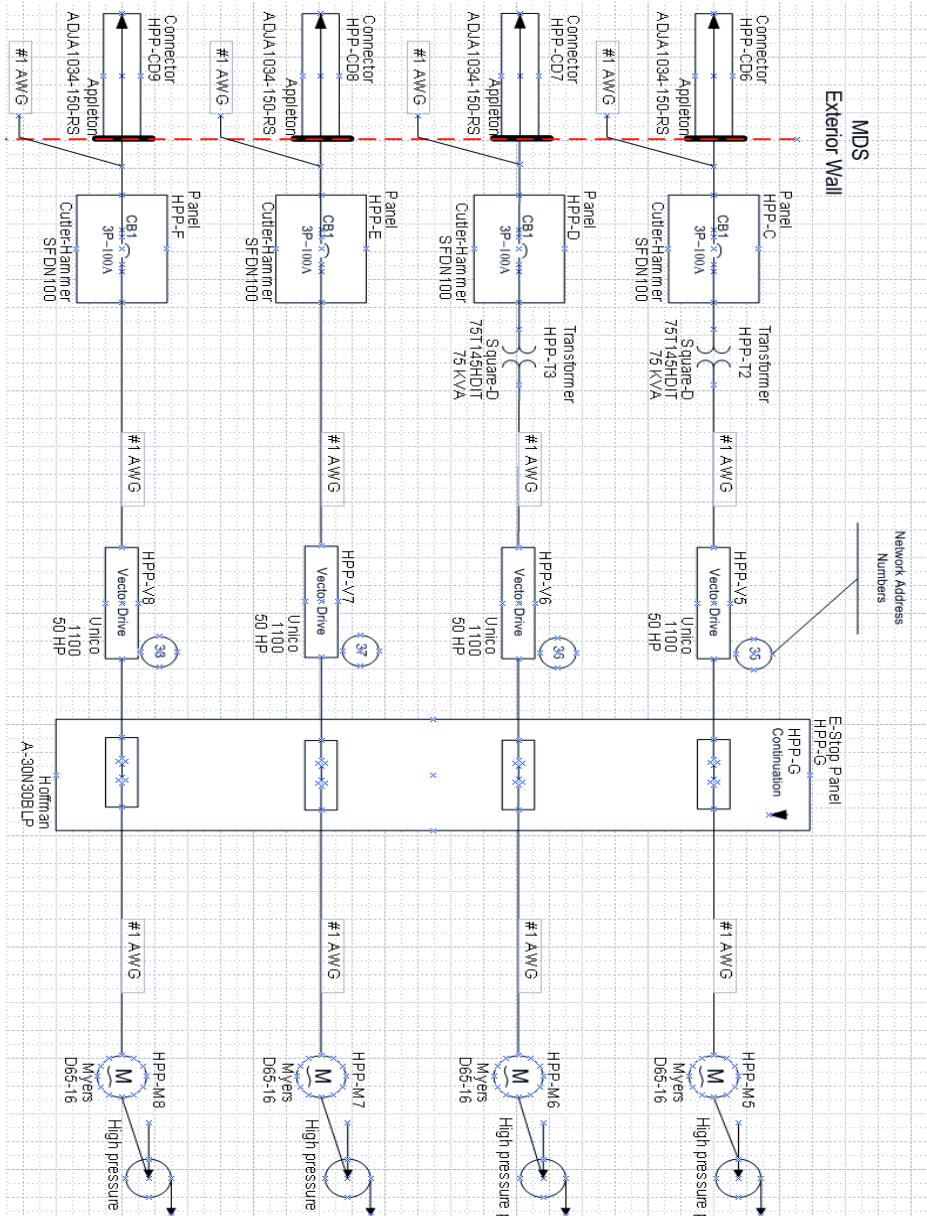 MDS
Exterior Wall
Network Address
Numbers
Connector
HPP-CD6
Appleton
ADJA1034-150-RS
#1 AWG
Panel
HPP-C
CB1
3P-100A
Cutler-Hammer
SFDN100
Transformer
HPP-T2
Square-D
75T145HDIT
75 KVA
#1 AWG
HPP-V5
Vector Drive
35
Unico
1100
50 HP
E-Stop Panel
HPP-G
HPP-G
Continuation
#1 AWG
HPP-M5
M
Myers
D65-16
High pressure p
Connector
HPP-CD7
Appleton
ADJA1034-150-RS
#1 AWG
Panel
HPP-D
CB1
3P-100A
Cutler-Hammer
SFDN100
Transformer
HPP-T3
Square-D
75T145HDIT
75 KVA
#1 AWG
HPP-V6
Vector Drive
36
Unico
1100
50 HP
#1 AWG
HPP-M6
M
Myers
D65-16
High pressure p
Connector
HPP-CD8
Appleton
ADJA1034-150-RS
#1 AWG
Panel
HPP-E
CB1
3P-100A
Cutler-Hammer
SFDN100
#1 AWG
HPP-V7
Vector Drive
37
Unico
1100
50 HP
#1 AWG
HPP-M7
M
Myers
D65-16
High pressure
Connector
HPP-CD9
Appleton
ADJA1034-150-RS
#1 AWG
Panel
HPP-F
CB1
3P-100A
Cutler-Hammer
SFDN100
#1 AWG
HPP-V8
Vector Drive
38
Unico
1100
50 HP
Hoffman
A-30N30BLP
#1 AWG
HPP-M8
M
Myers
D65-16
High pressure